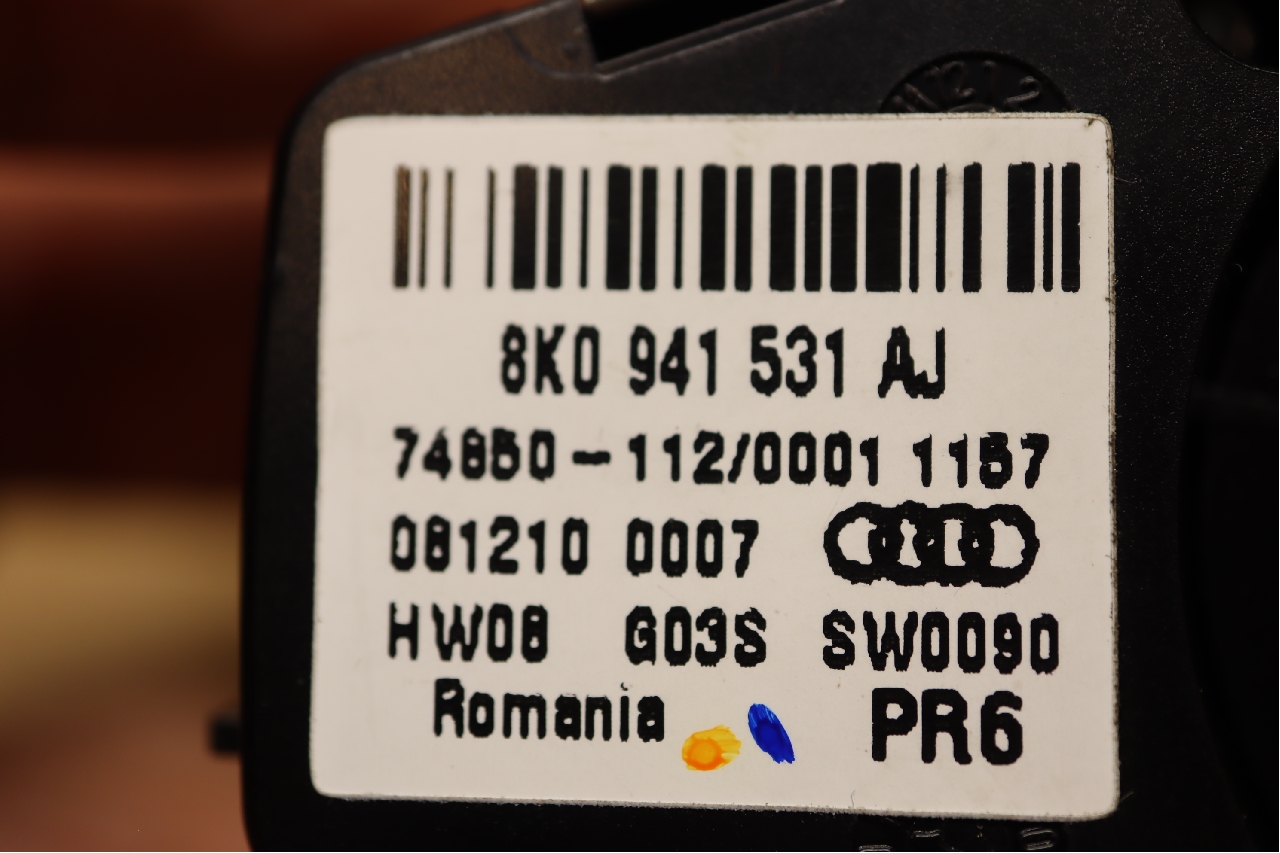 8K0 941 531 AJ
74850-112/0001 1157
081210 0007
HW08 G03S SW0090
Romania PR6